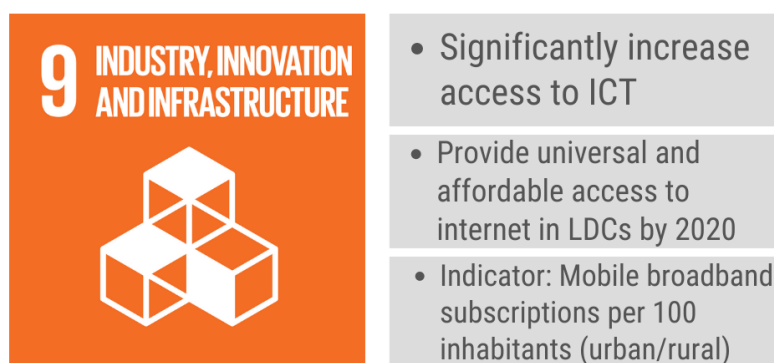 9 INDUSTRY, INNOVATION
AND INFRASTRUCTURE
• Significantly increase
access to ICT
• Provide universal and
affordable access to
internet in LDCs by 2020
• Indicator: Mobile broadband
subscriptions per 100
inhabitants (urban/rural)